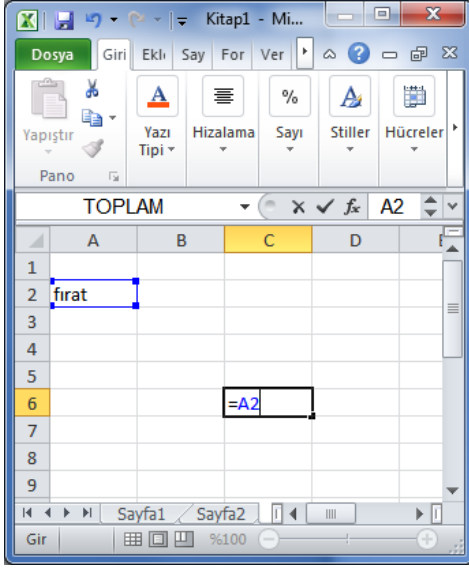 Kitap1 - Mi...
Dosya Giri Ekl Say For Ver
Yapıştır Yazı Tipi Hizalama % Sayı Stiller Hücreler
Pano
TOPLAM fx A2
A B C D E
1
2 fırat
3
4
5
6 =A2
7
8
9
Sayfa1 Sayfa2
Gir %100